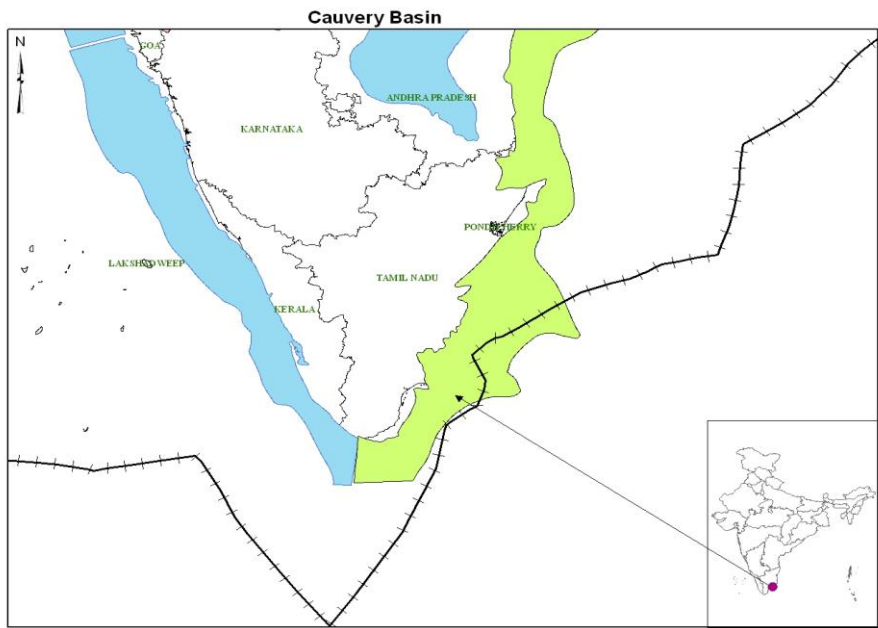 Cauvery Basin
N
GOA
ANDHRA PRADESH
KARNATAKA
PONDICHERRY
LAKSHADWEEP
TAMIL NADU
KERALA